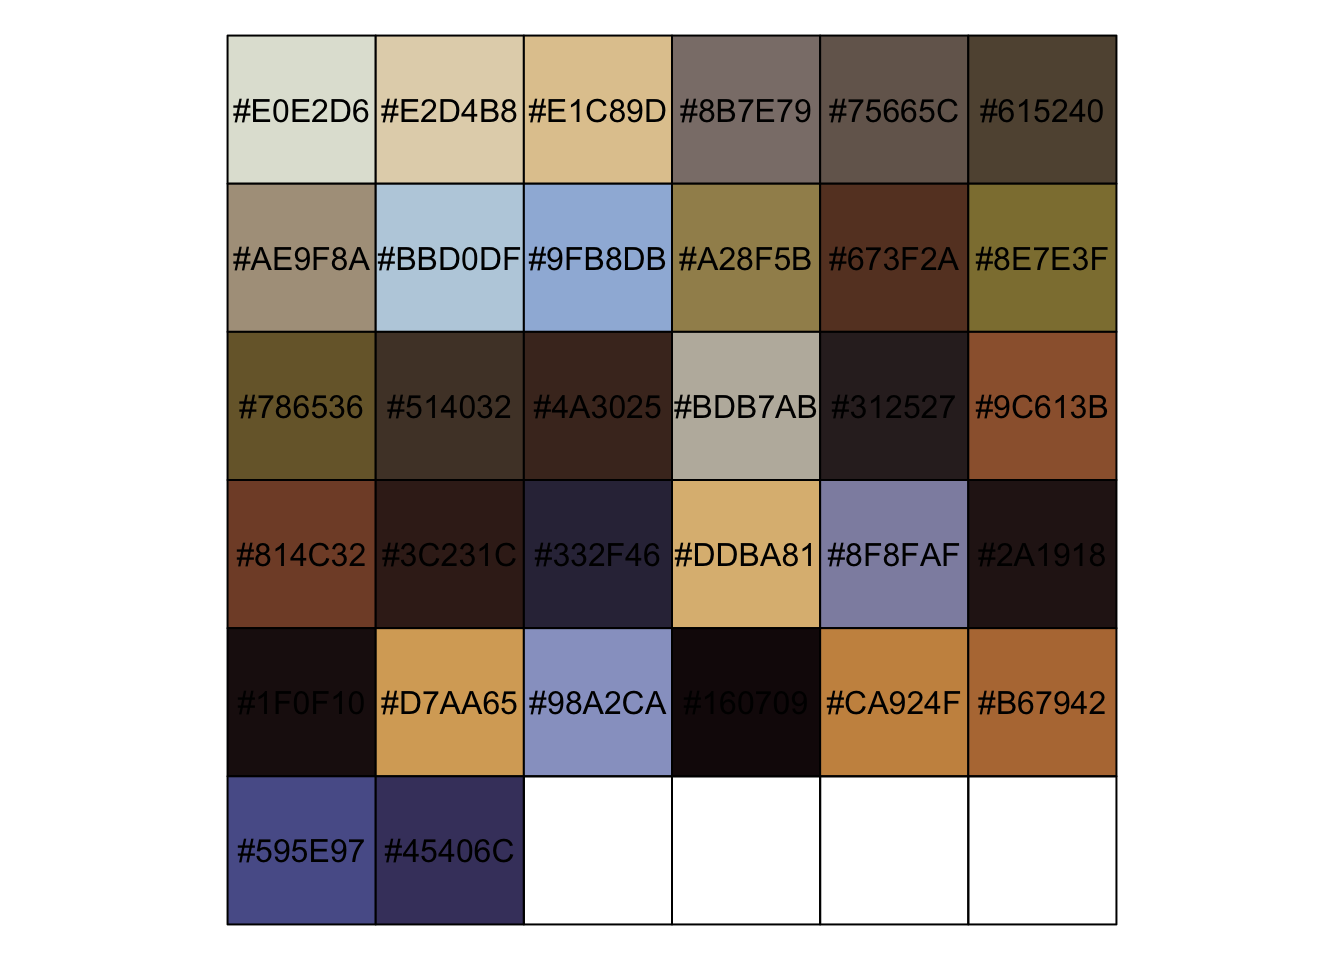 #E0E2D6 #E2D4B8 #E1C89D #8B7E79 #75665C #615240
#AE9F8A #BBD0DF #9FB8DB #A28F5B #673F2A #8E7E3F
#786536 #514032 #4A3025 #BDB7AB #312527 #9C613B
#814C32 #3C231C #332F46 #DDBA81 #8F8FAF #2A1918
#1F0F10 #D7AA65 #98A2CA #160709 #CA924F #B67942
#595E97 #45406C